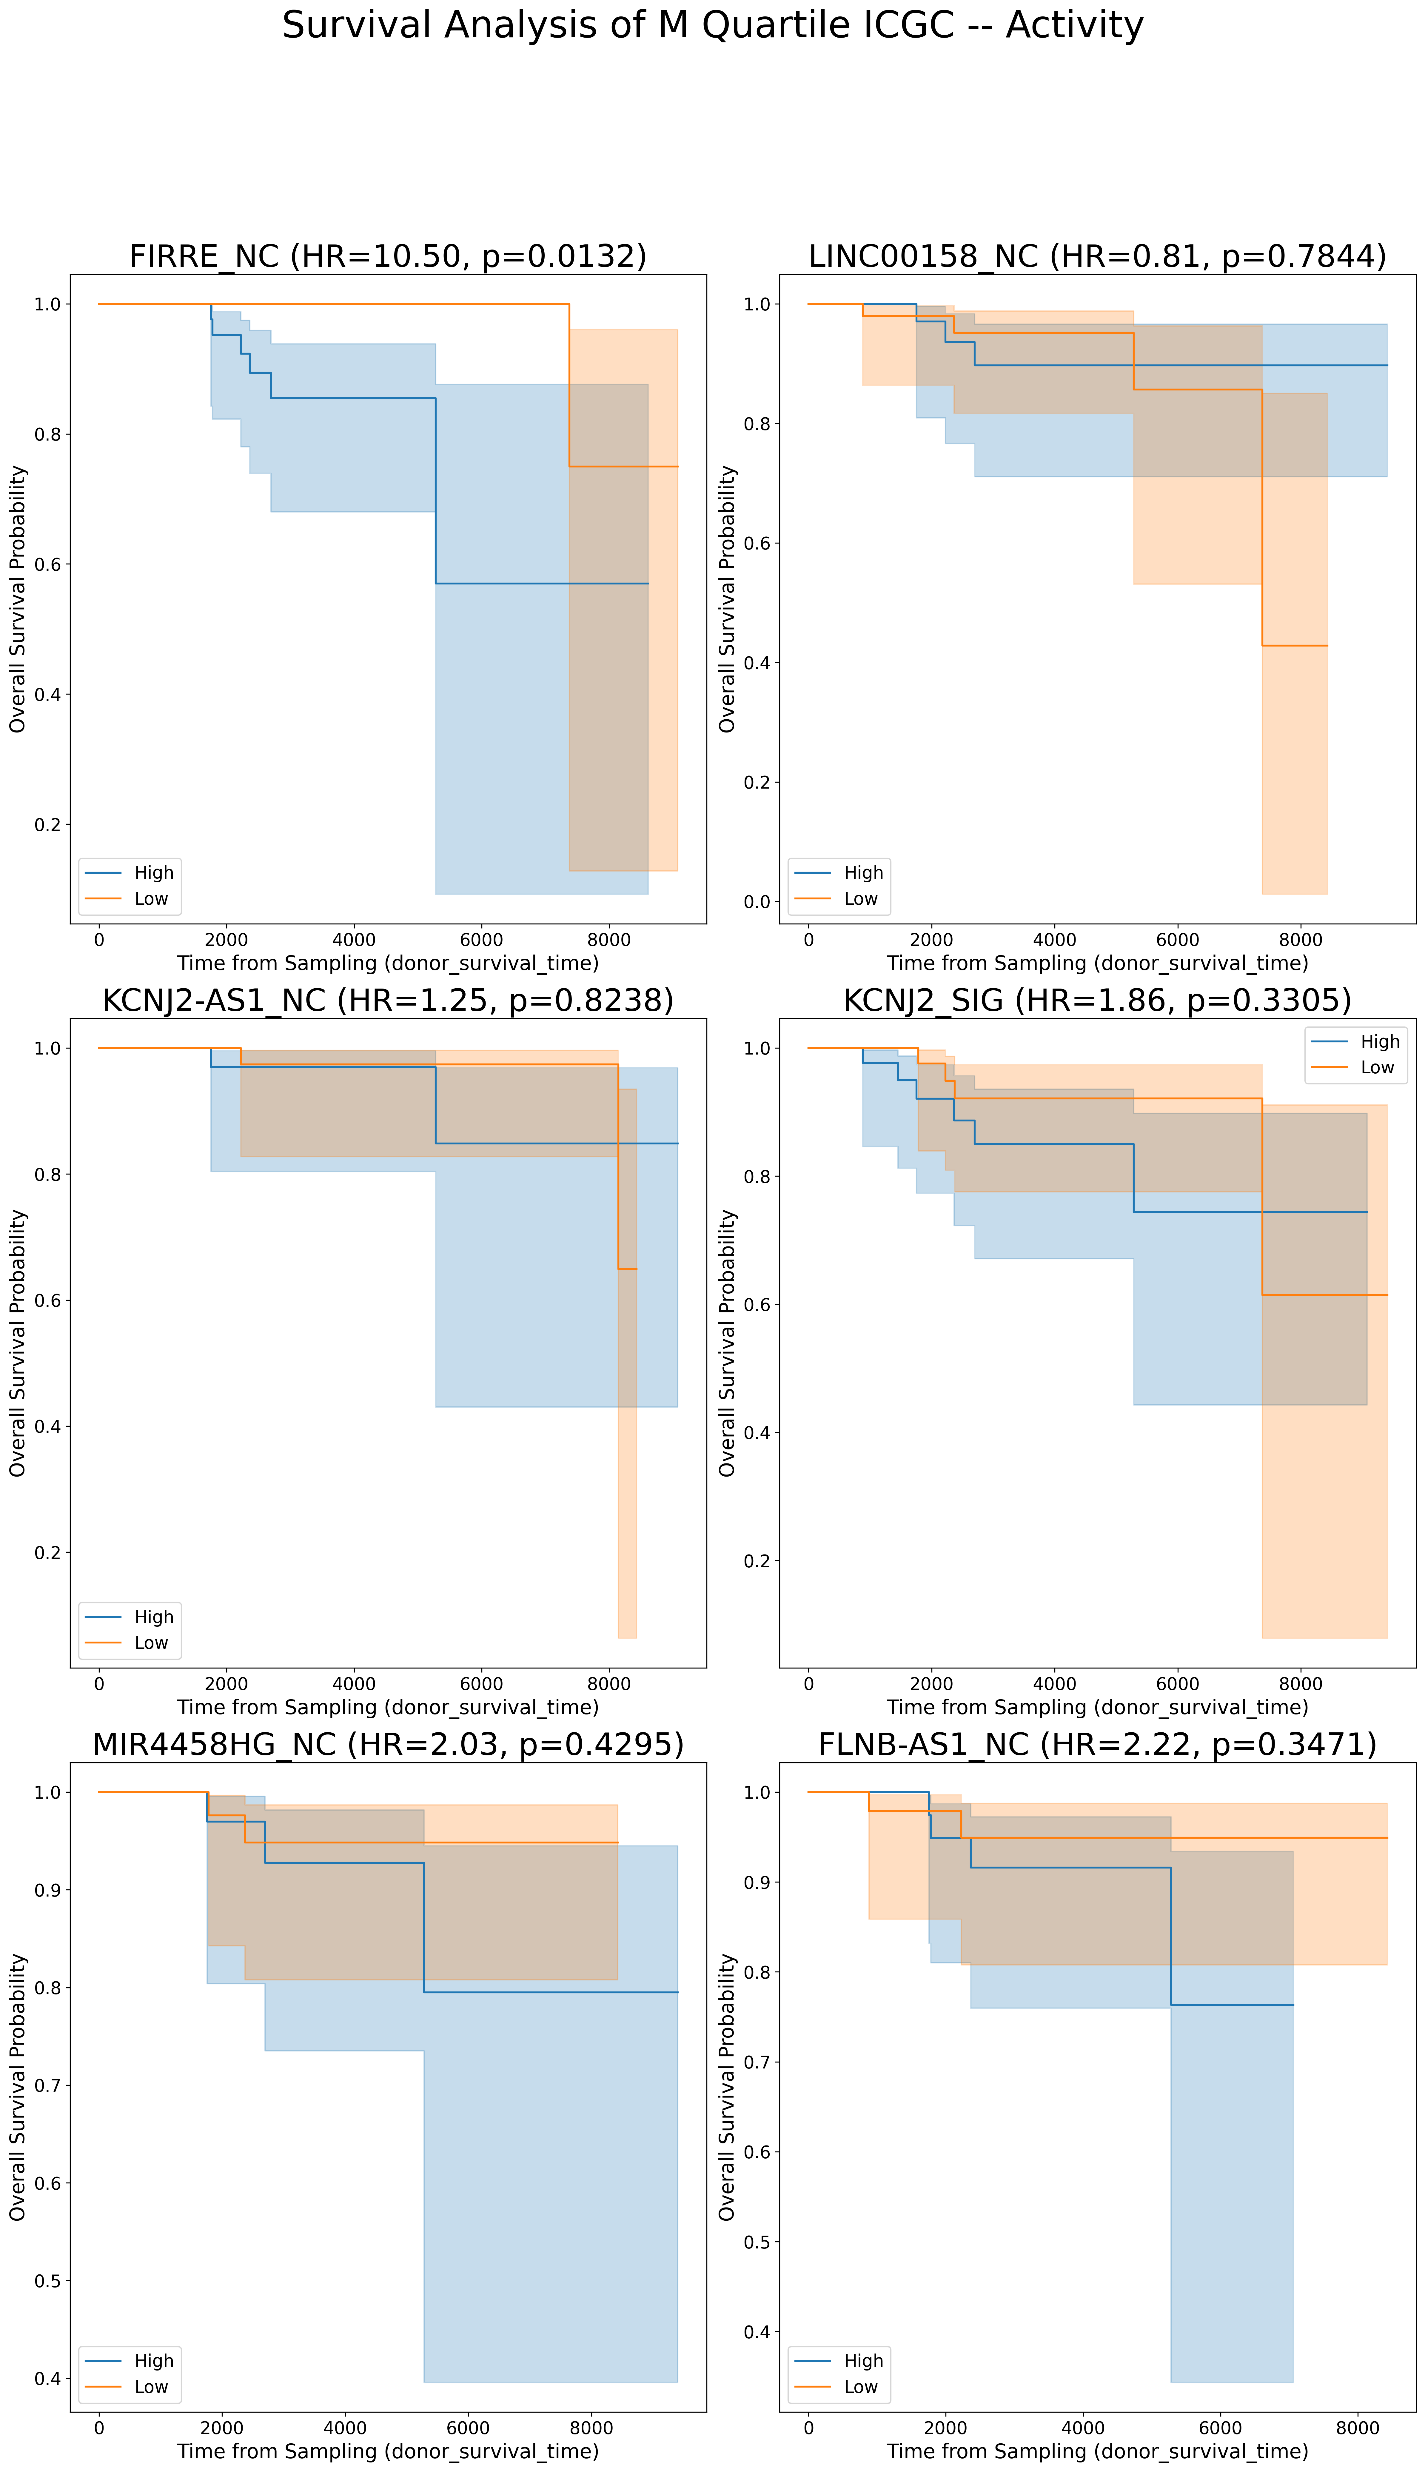 Survival Analysis of M Quartile ICGC -- Activity
FIRRE_NC (HR=10.50, p=0.0132)
1.0
0.8
0.6
0.4
0.2
Overall Survival Probability
High
Low
0 2000 4000 6000 8000
Time from Sampling (donor_survival_time)
LINC00158_NC (HR=0.81, p=0.7844)
1.0
0.8
0.6
0.4
0.2
0.0
Overall Survival Probability
High
Low
0 2000 4000 6000 8000
Time from Sampling (donor_survival_time)
KCNJ2-AS1_NC (HR=1.25, p=0.8238)
1.0
0.8
0.6
0.4
0.2
Overall Survival Probability
High
Low
0 2000 4000 6000 8000
Time from Sampling (donor_survival_time)
KCNJ2_SIG (HR=1.86, p=0.3305)
1.0
0.8
0.6
0.4
0.2
Overall Survival Probability
High
Low
0 2000 4000 6000 8000
Time from Sampling (donor_survival_time)
MIR4458HG_NC (HR=2.03, p=0.4295)
1.0
0.9
0.8
0.7
0.6
0.5
0.4
Overall Survival Probability
High
Low
0 2000 4000 6000 8000
Time from Sampling (donor_survival_time)
FLNB-AS1_NC (HR=2.22, p=0.3471)
1.0
0.9
0.8
0.7
0.6
0.5
0.4
Overall Survival Probability
High
Low
0 2000 4000 6000 8000
Time from Sampling (donor_survival_time)